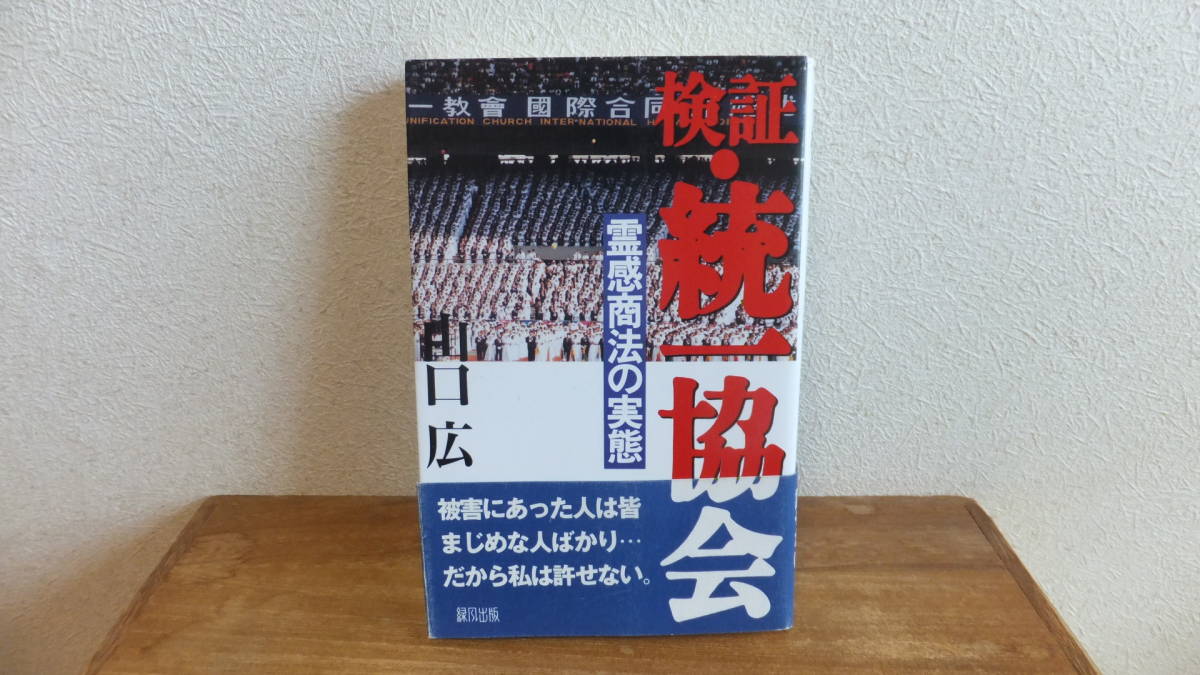 一教會 國際合同
UNIFICATION CHURCH INTERNATIONAL
検証・統一協会
霊感商法の実態
山口広
被害にあった人は皆
まじめな人ばかり…
だから私は許せない。
緑風出版